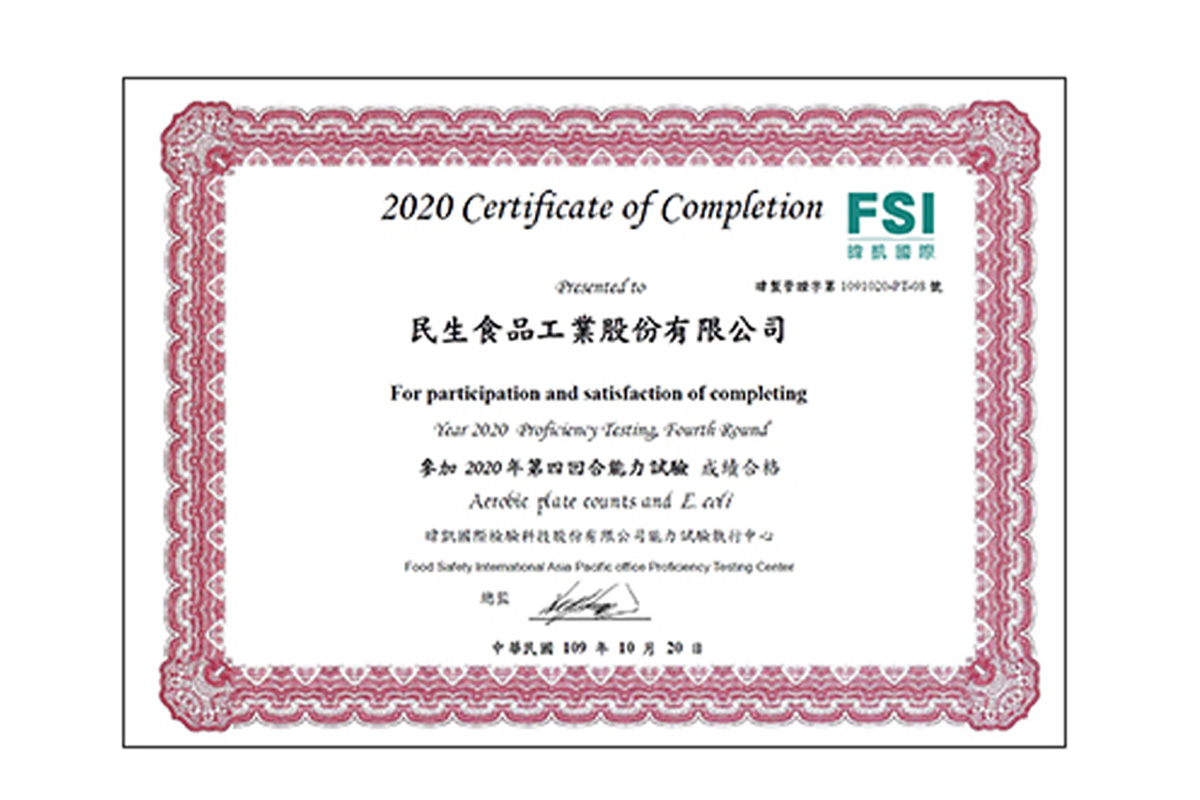 2020 Certificate of Completion
FSI
暐凱國際
Presented to
暐製營證字第 1091020-PT-08 號
民生食品工業股份有限公司
For participation and satisfaction of completing
Year 2020 Proficiency Testing, Fourth Round
參加 2020 年第四回合能力試驗 成績合格
Aerobic plate counts and E. coli
暐凱國際檢驗科技股份有限公司能力試驗執行中心
Food Safety International Asia Pacific office Proficiency Testing Center
總監
中華民國 109 年 10 月 20 日